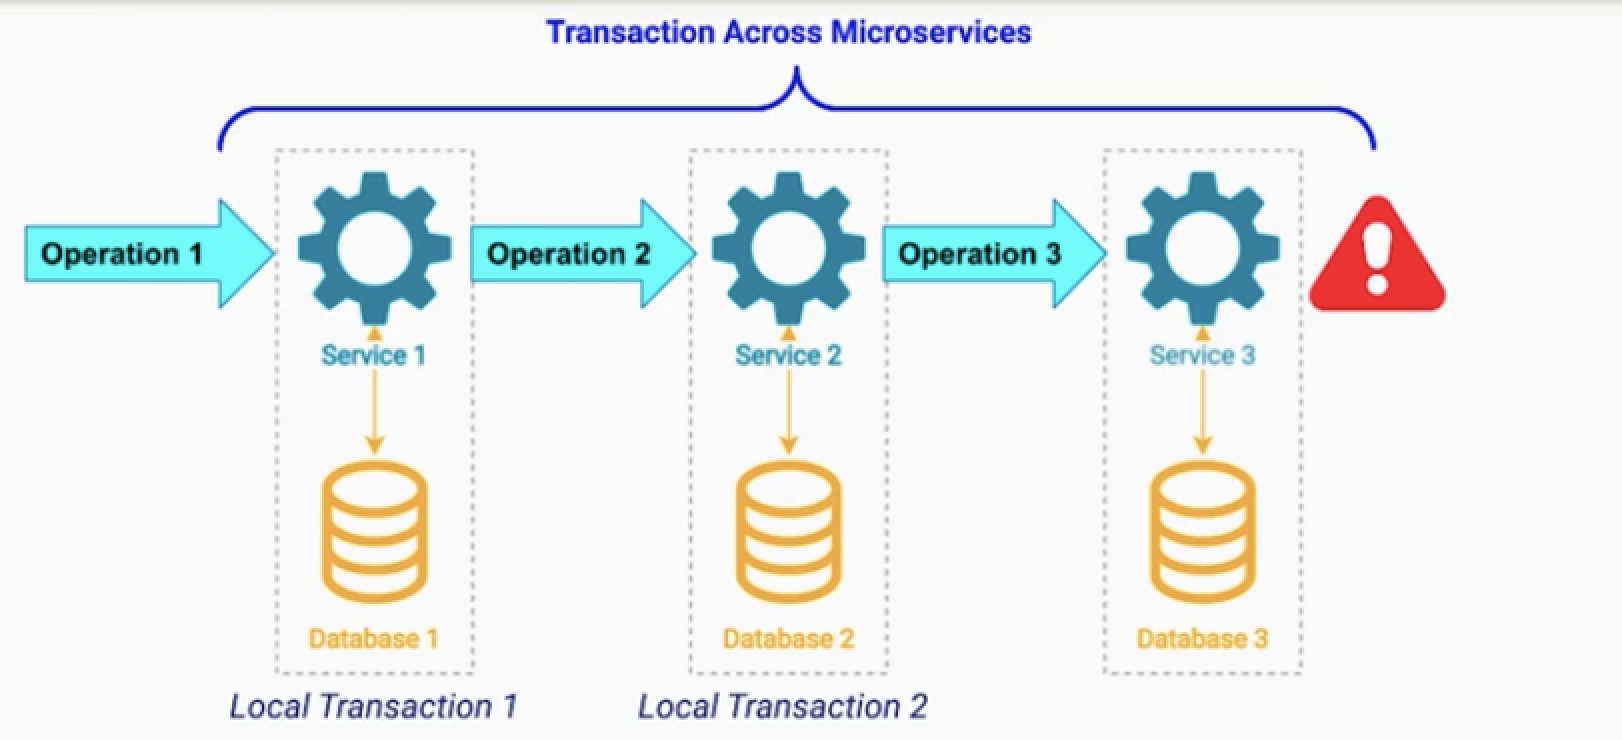 Transaction Across Microservices
Operation 1
Operation 2
Operation 3
Service 1
Service 2
Service 3
Database 1
Database 2
Database 3
Local Transaction 1
Local Transaction 2